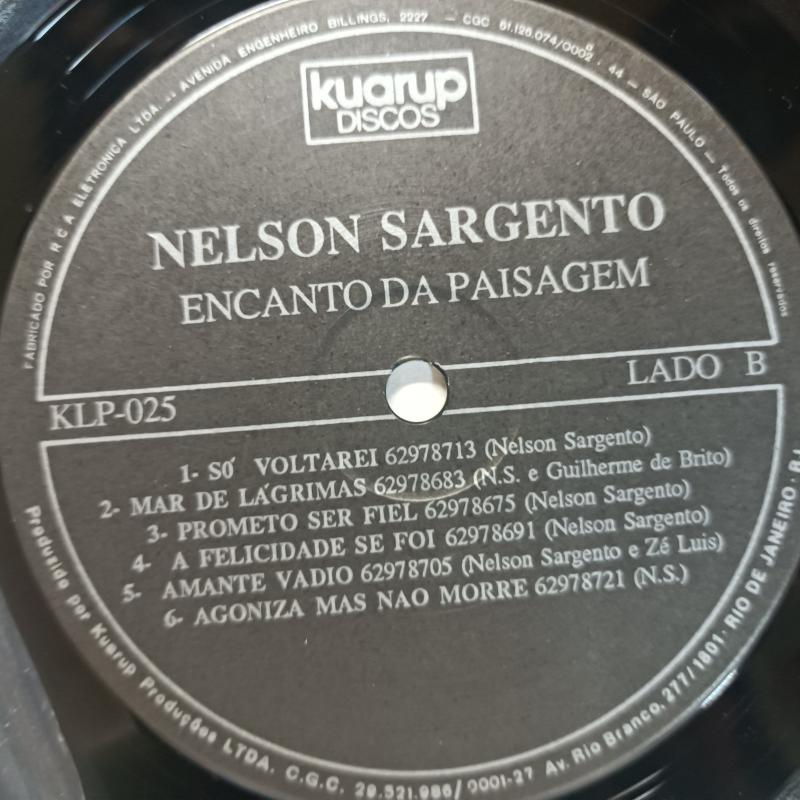 FABRICADO POR R C A ELETRONICA LTDA. -- AVENIDA ENGENHEIRO BILLINGS, 2227 — CGC 61.126.074/0002 . 44 — SAO PAULO — Todos os direitos reservados
kuarup
DISCOS
NELSON SARGENTO
ENCANTO DA PAISAGEM
LADO B
KLP-025
1- SÓ VOLTAREI 62978713 (Nelson Sargento)
2- MAR DE LÁGRIMAS 62978683 (N.S. e Guilherme de Brito)
3- PROMETO SER FIEL 62978675 (Nelson Sargento)
4- A FELICIDADE SE FOI 62978691 (Nelson Sargento)
5- AMANTE VADIO 62978705 (Nelson Sargento e Zé Luis)
6- AGONIZA MAS NAO MORRE 62978721 (N.S.)
Produzido por Kuarup Produções LTDA. C.G.C. 29.521.986/0001-27 Av. Rio Branco, 277/1801 - RIO DE JANEIRO - RJ